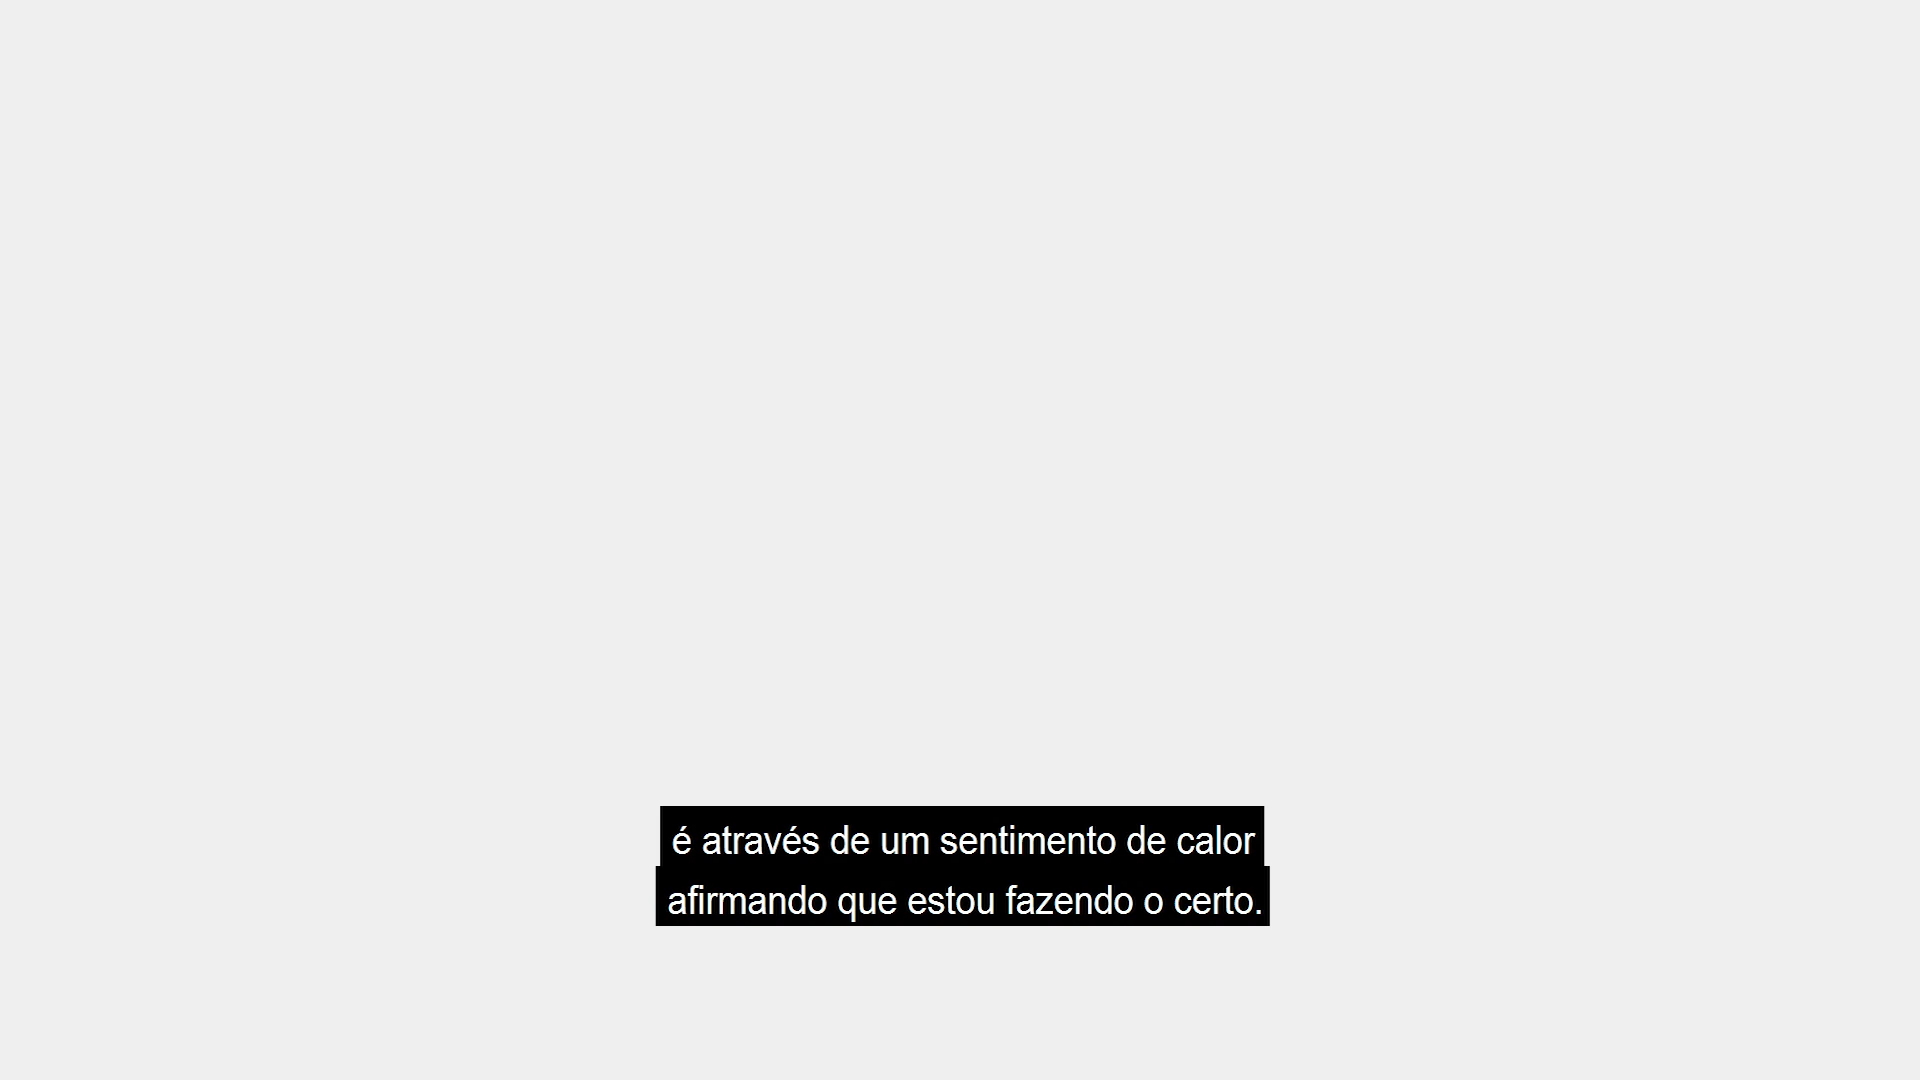 é através de um sentimento de calor
afirmando que estou fazendo o certo.